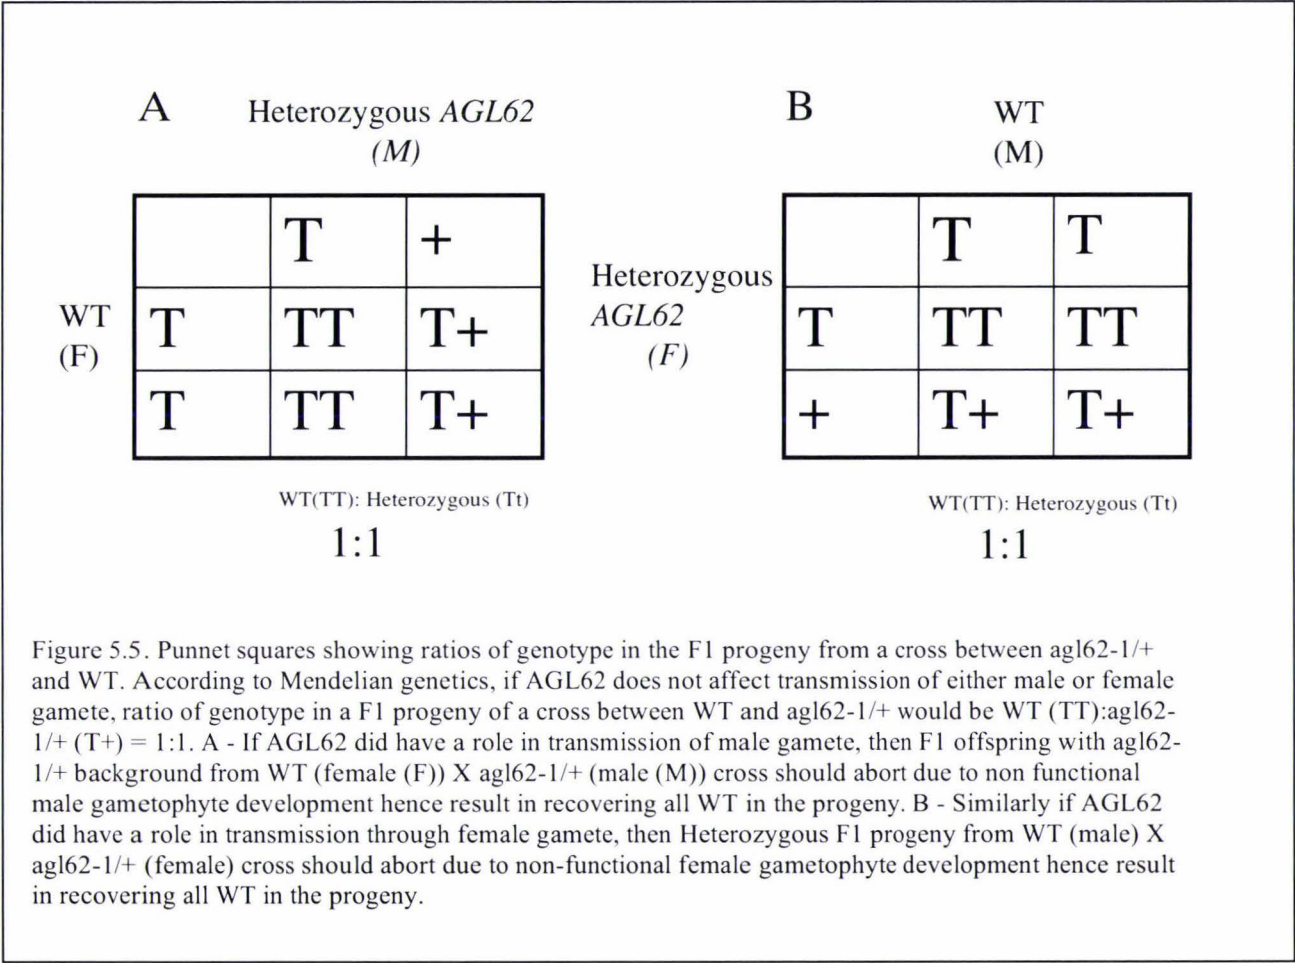 A
Heterozygous AGL62
(M)
T +
WT
(F)
T TT T+
T TT T+
WT(TT): Heterozygous (Tt)
1:1
B
WT
(M)
T T
Heterozygous
AGL62
(F)
T TT TT
+ T+ T+
WT(TT): Heterozygous (Tt)
1:1
Figure 5.5. Punnet squares showing ratios of genotype in the F1 progeny from a cross between agl62-1/+
and WT. According to Mendelian genetics, if AGL62 does not affect transmission of either male or female
gamete, ratio of genotype in a F1 progeny of a cross between WT and agl62-1/+ would be WT (TT):agl62-
1/+ (T+) = 1:1. A - If AGL62 did have a role in transmission of male gamete, then F1 offspring with agl62-
1/+ background from WT (female (F)) X agl62-1/+ (male (M)) cross should abort due to non functional
male gametophyte development hence result in recovering all WT in the progeny. B - Similarly if AGL62
did have a role in transmission through female gamete, then Heterozygous F1 progeny from WT (male) X
agl62-1/+ (female) cross should abort due to non-functional female gametophyte development hence result
in recovering all WT in the progeny.